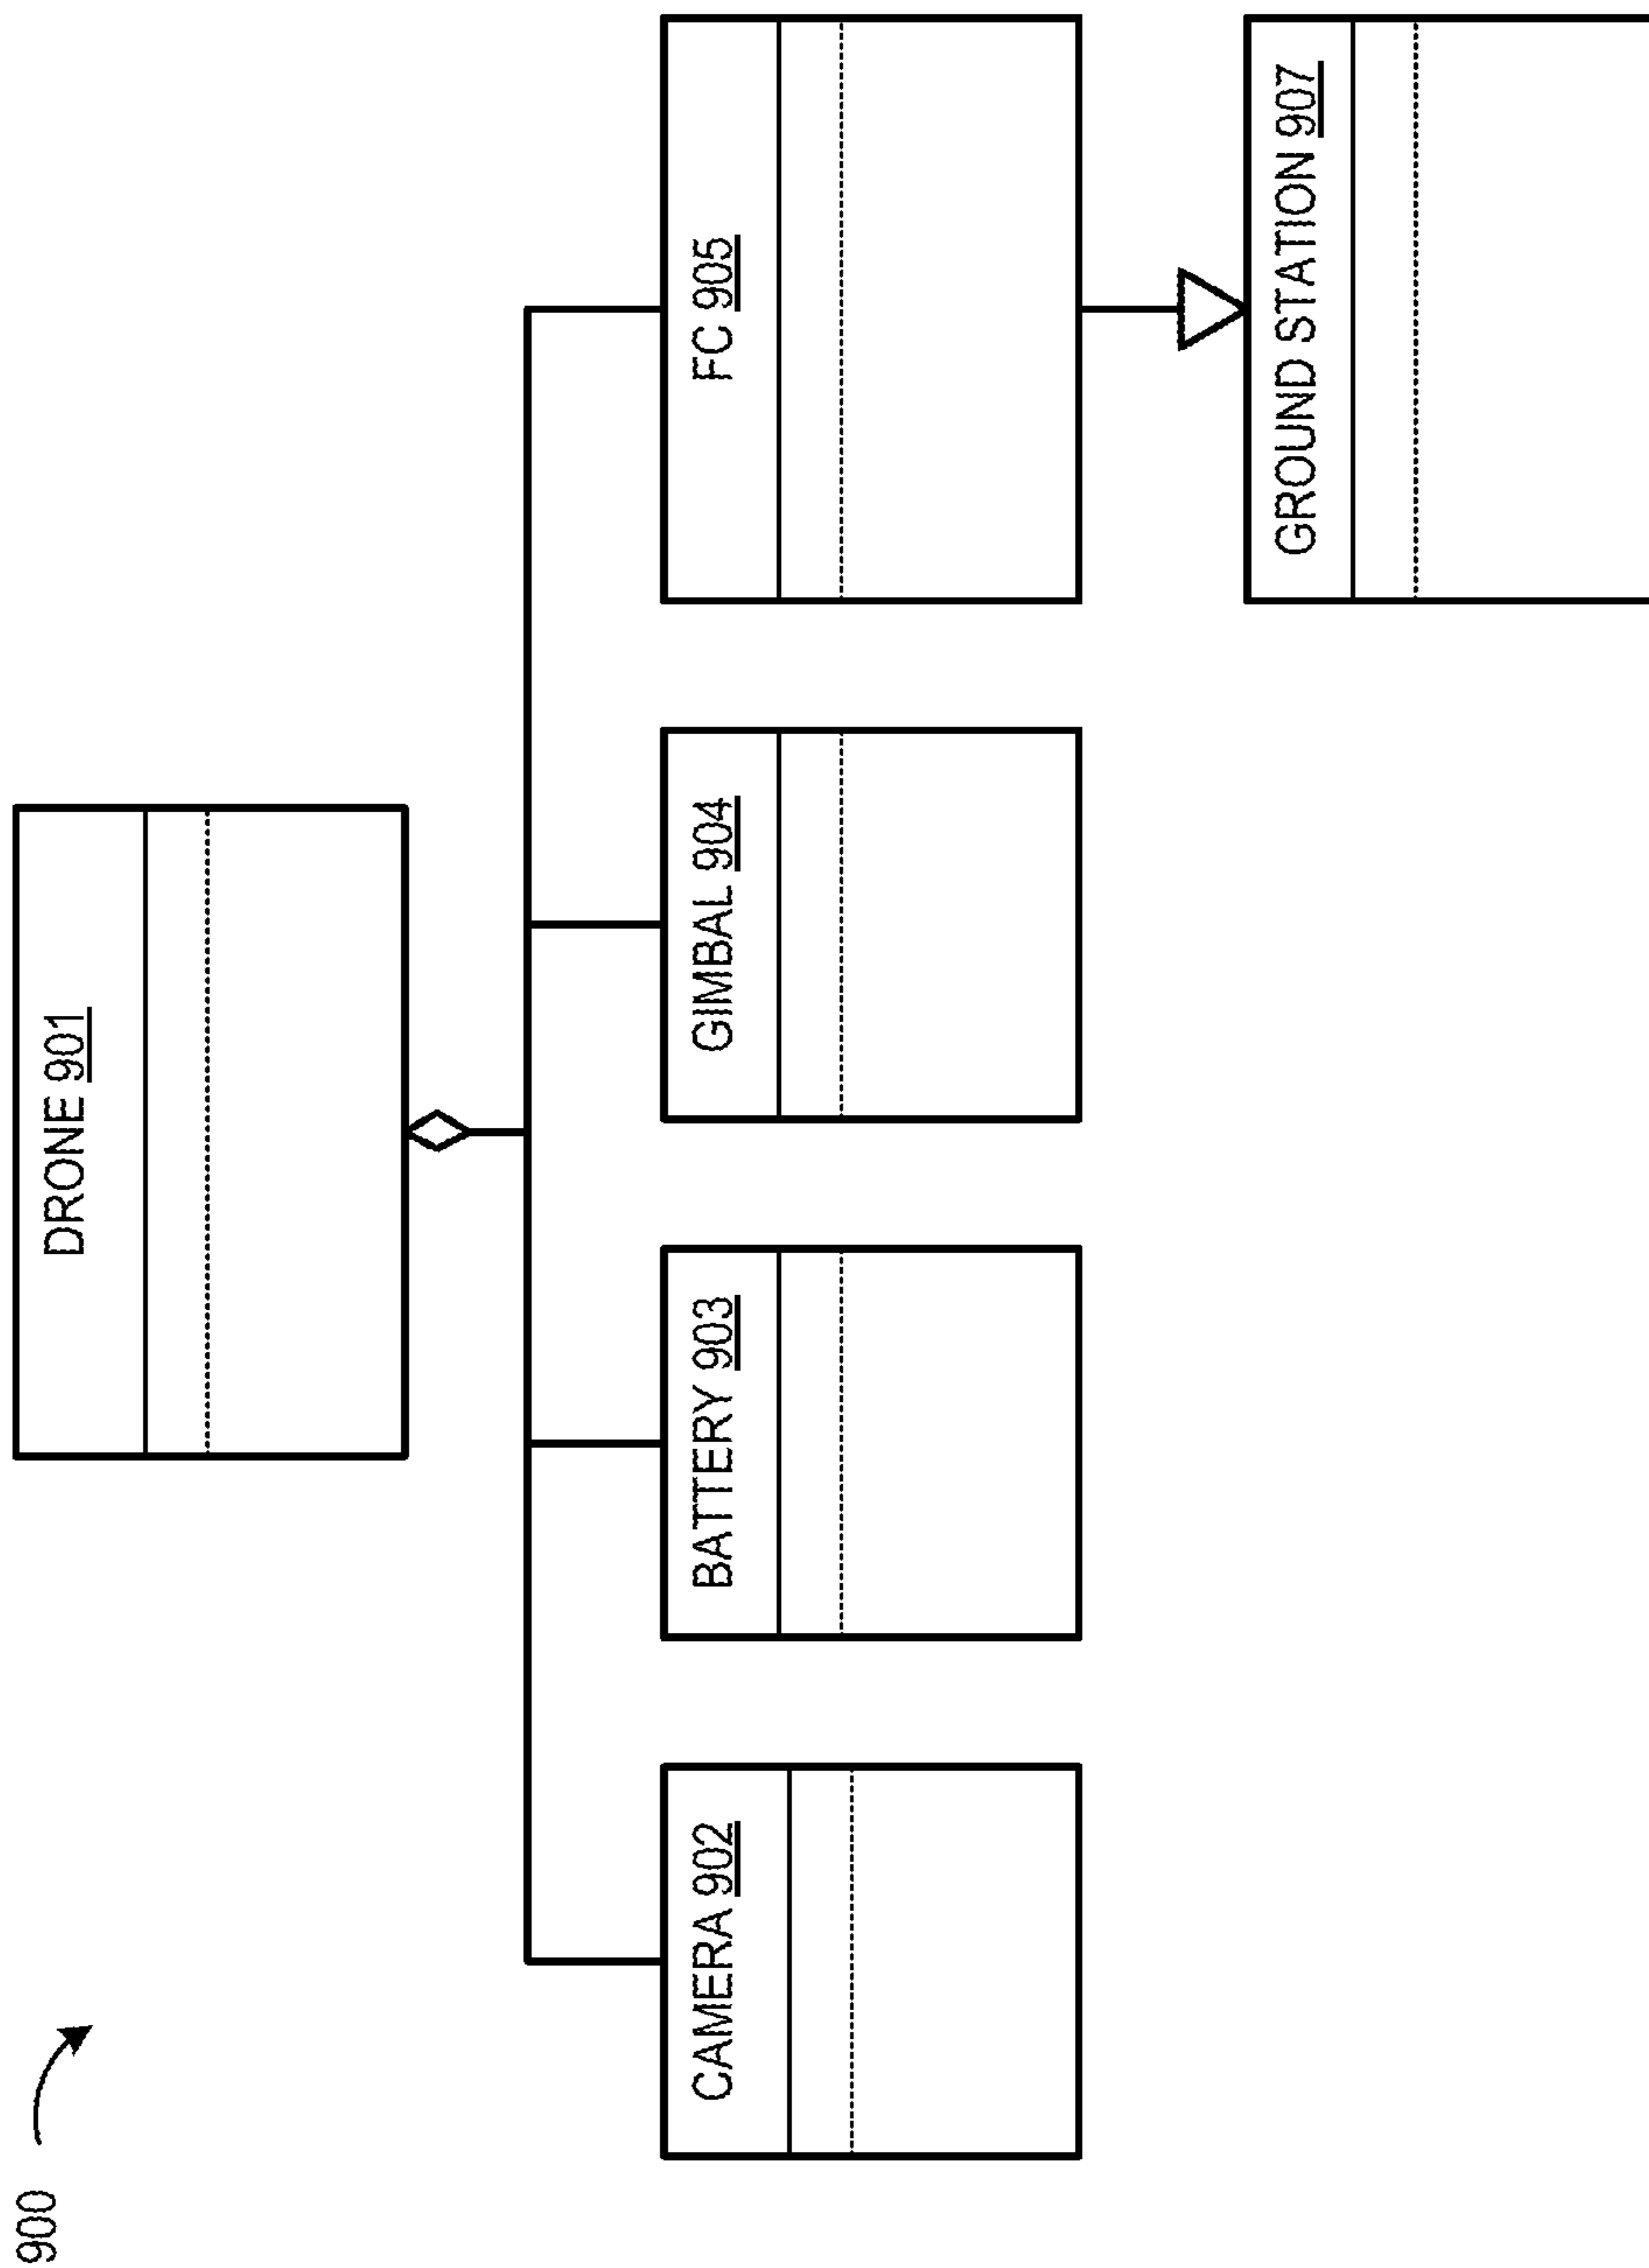 900
DRONE 901
CAMERA 902
BATTERY 903
GIMBAL 904
FC 905
GROUND STATION 907